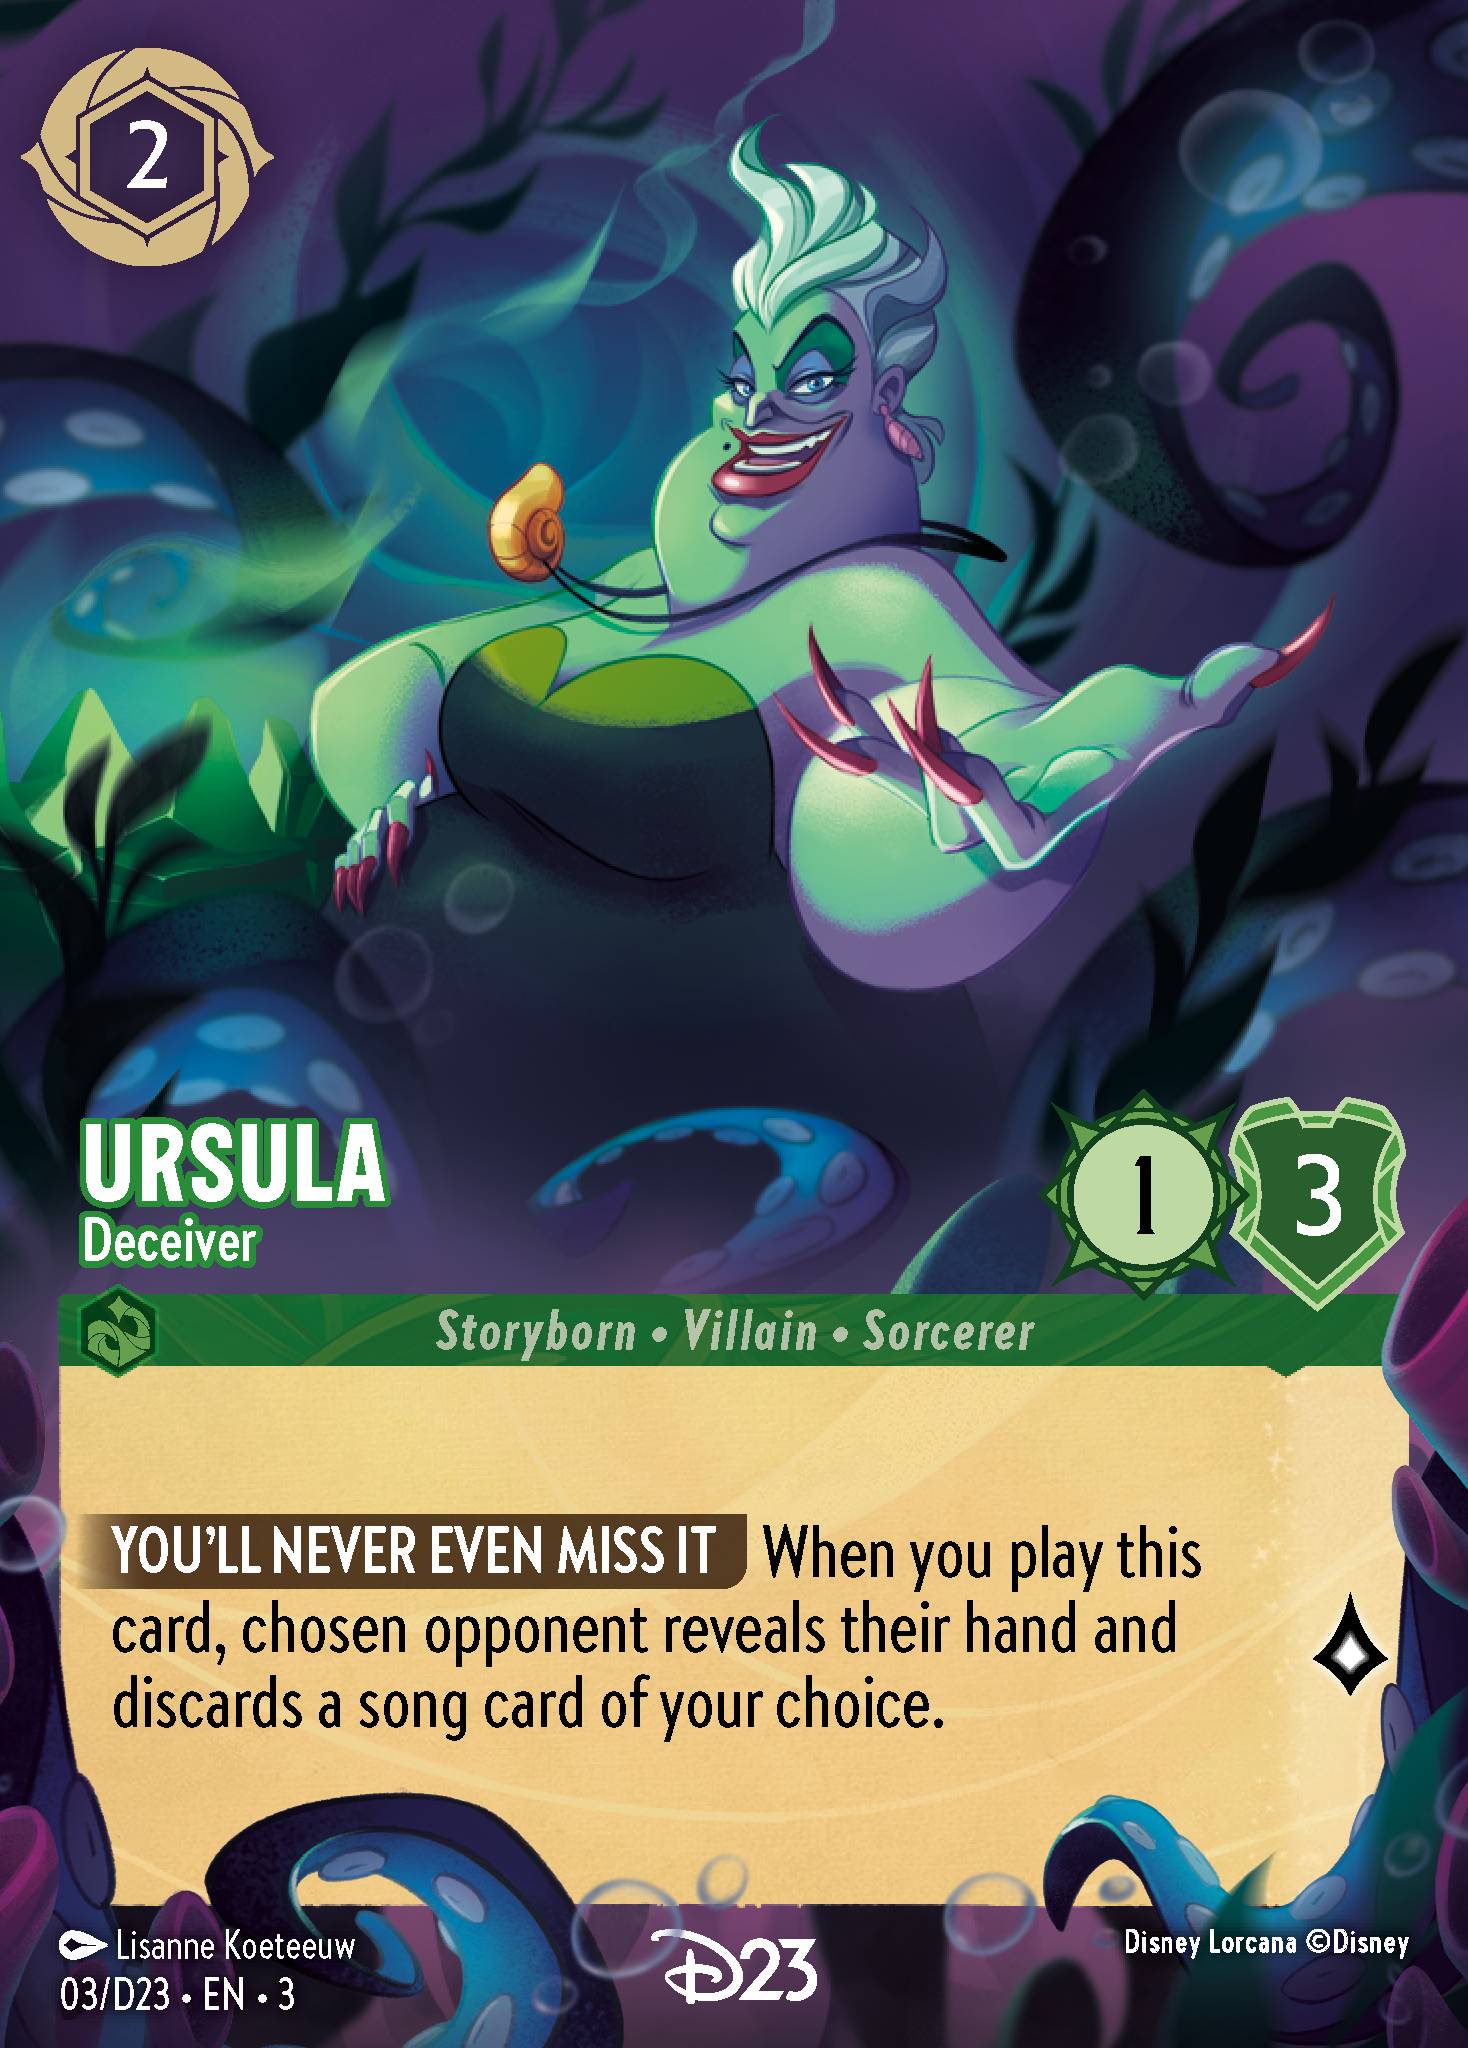 2
URSULA
Deceiver
1
3
Storyborn • Villain • Sorcerer
YOU’LL NEVER EVEN MISS IT When you play this
card, chosen opponent reveals their hand and
discards a song card of your choice.
Lisanne Koeteeuw
03/D23 • EN • 3
D23
Disney Lorcana ©Disney